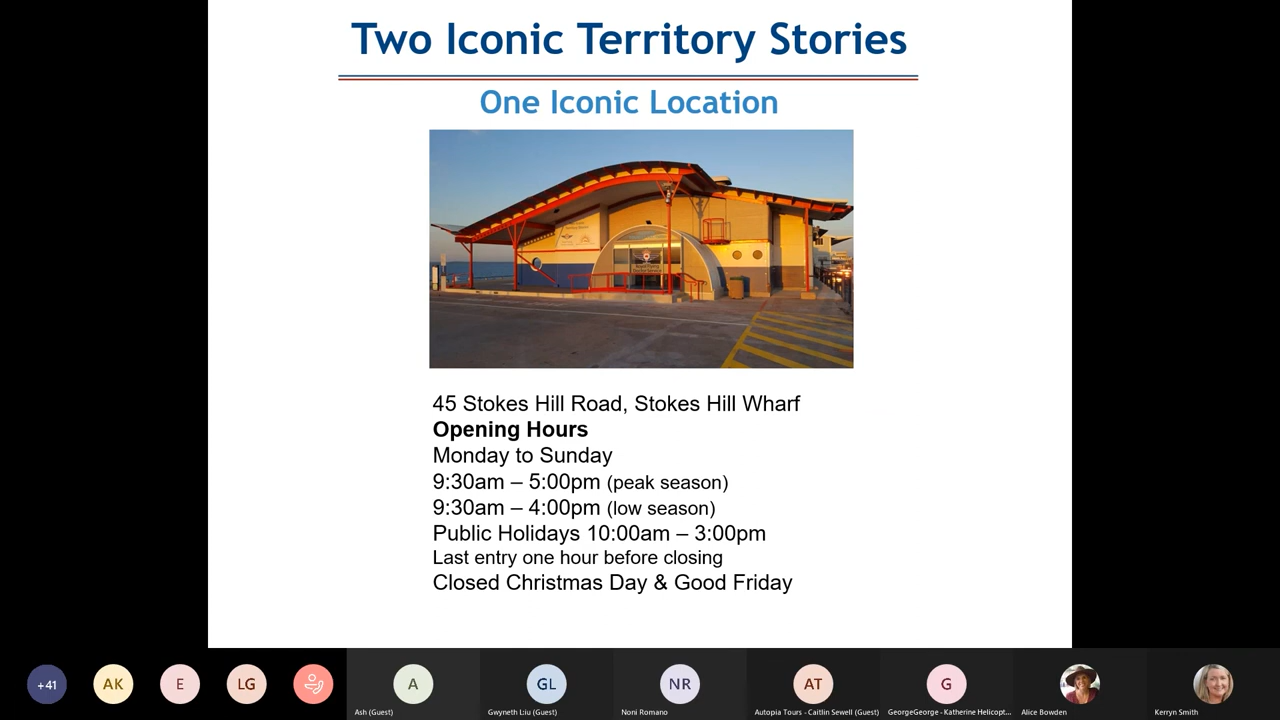 Two Iconic Territory Stories
One Iconic Location
45 Stokes Hill Road, Stokes Hill Wharf
Opening Hours
Monday to Sunday
9:30am – 5:00pm (peak season)
9:30am – 4:00pm (low season)
Public Holidays 10:00am – 3:00pm
Last entry one hour before closing
Closed Christmas Day & Good Friday
+41
AK
E
LG
A
GL
NR
AT
G
Ash (Guest)
Gwyneth L:iu (Guest)
Noni Romano
Autopia Tours - Caitlin Sewell (Guest)
GeorgeGeorge - Katherine Helicopt...
Alice Bowden
Kerryn Smith